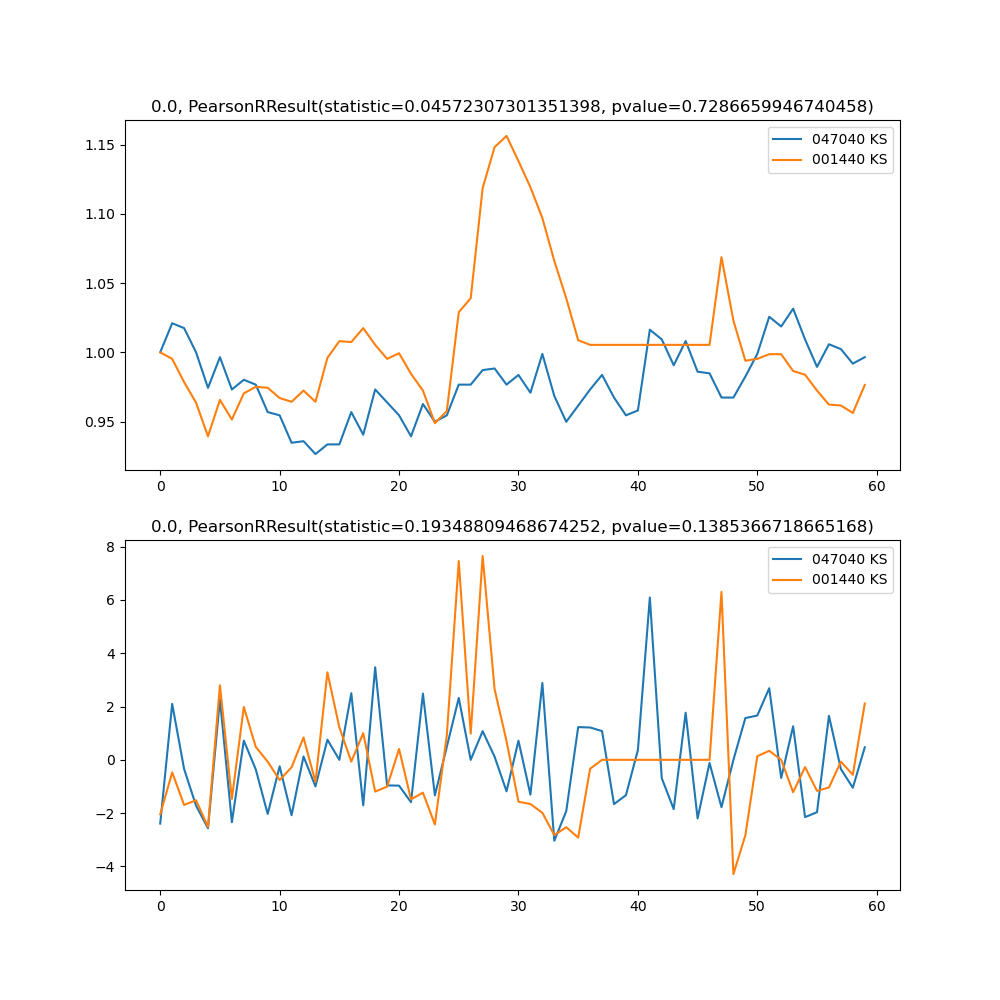 0.0, PearsonRResult(statistic=0.04572307301351398, pvalue=0.7286659946740458)
047040 KS
001440 KS
1.15
1.10
1.05
1.00
0.95
0 10 20 30 40 50 60
0.0, PearsonRResult(statistic=0.19348809468674252, pvalue=0.1385366718665168)
047040 KS
001440 KS
8
6
4
2
0
−2
−4
0 10 20 30 40 50 60